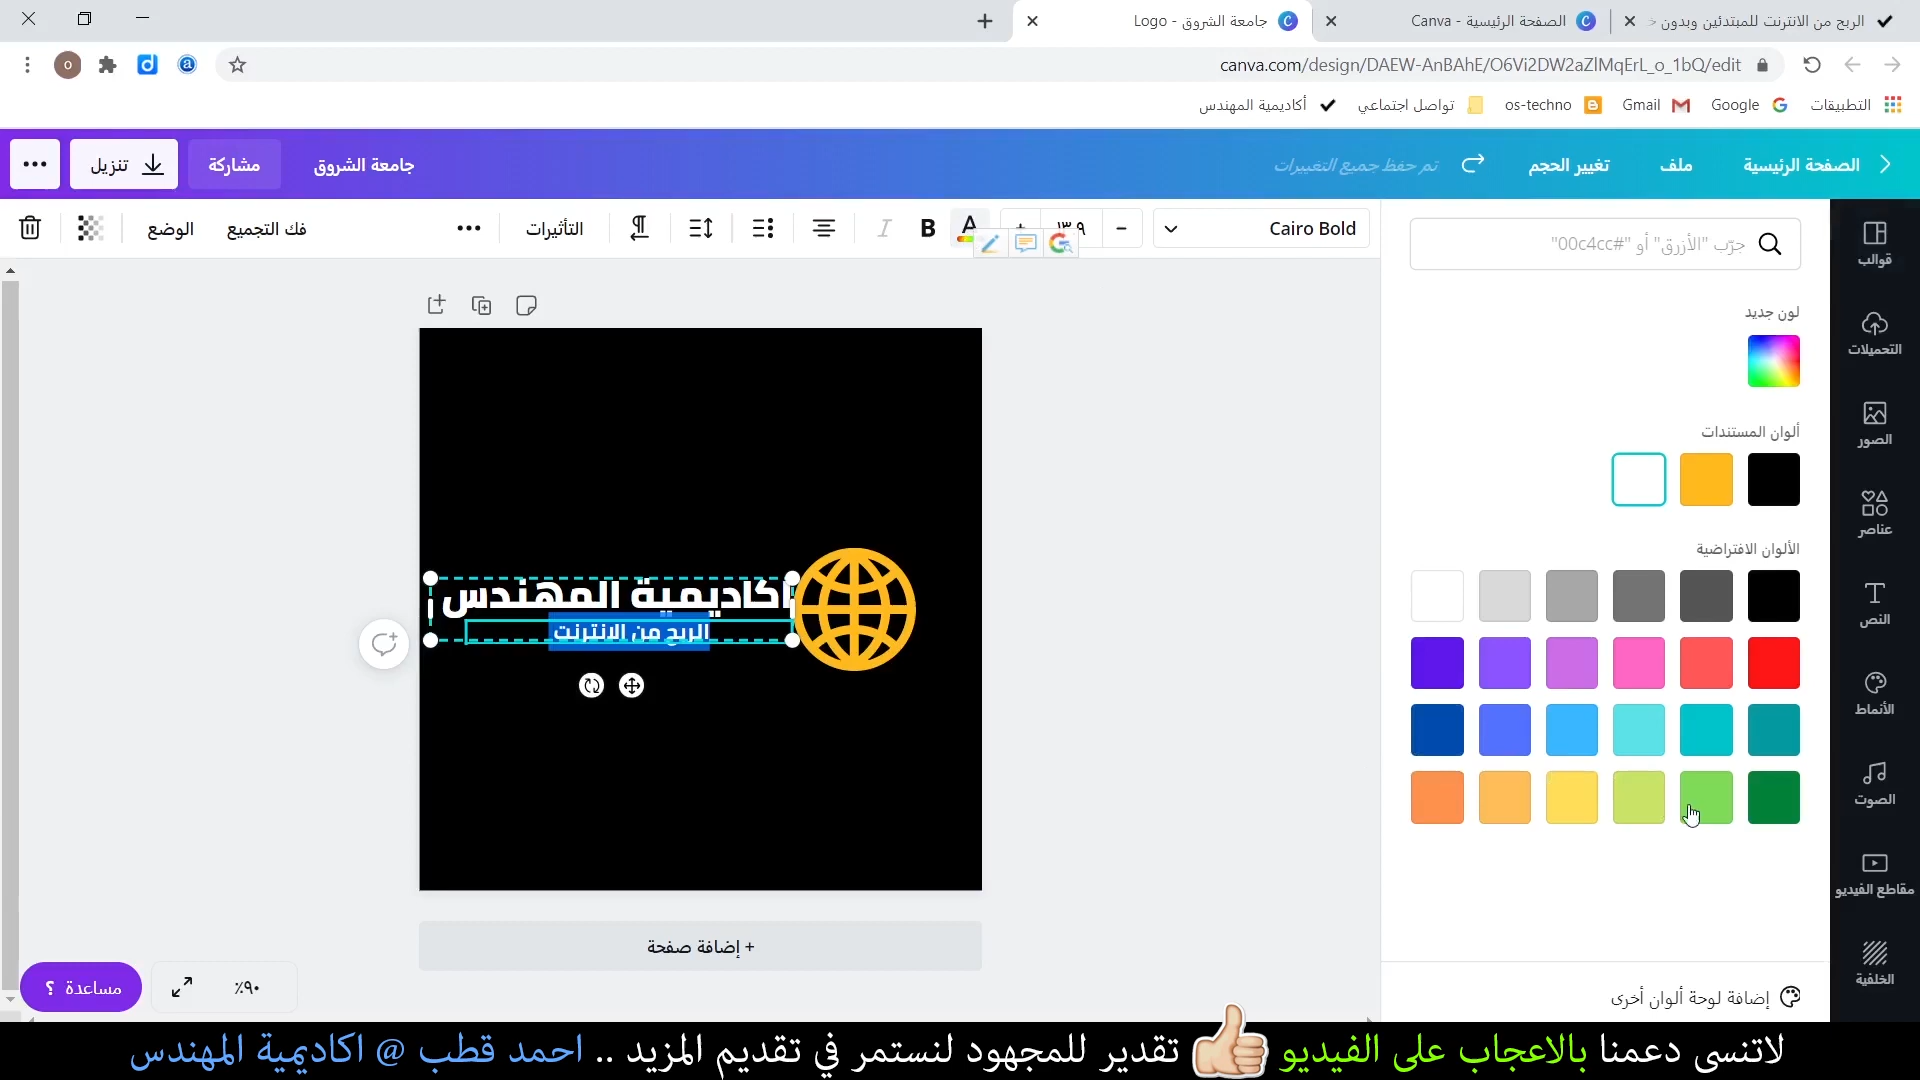 الربح من الانترنت للمبتدئين وبدون
الصفحة الرئيسية - Canva
جامعة الشروق - Logo
canva.com/design/DAEW-AnBAhE/O6Vi2DW2aZlMqErL_o_1bQ/edit
o
التطبيقات
Google
Gmail
os-techno
تواصل اجتماعي
أكاديمية المهندس
الصفحة الرئيسية
ملف
تغيير الحجم
تم حفظ جميع التغييرات
جامعة الشروق
مشاركة
تنزيل
Cairo Bold
B
التأثيرات
فك التجميع
الوضع
جرّب "الأزرق" أو "#00c4cc"
لون جديد
ألوان المستندات
الألوان الافتراضية
إضافة لوحة ألوان أخرى
قوالب
التحميلات
الصور
عناصر
النص
الأنماط
الصوت
مقاطع الفيديو
الخلفية
اكاديمية المهندس
الربح من الانترنت
+ إضافة صفحة
٪٩٠
مساعدة ؟
لاتنسى دعمنا بالاعجاب على الفيديو تقدير للمجهود لنستمر في تقديم المزيد .. احمد قطب @ اكاديمية المهندس